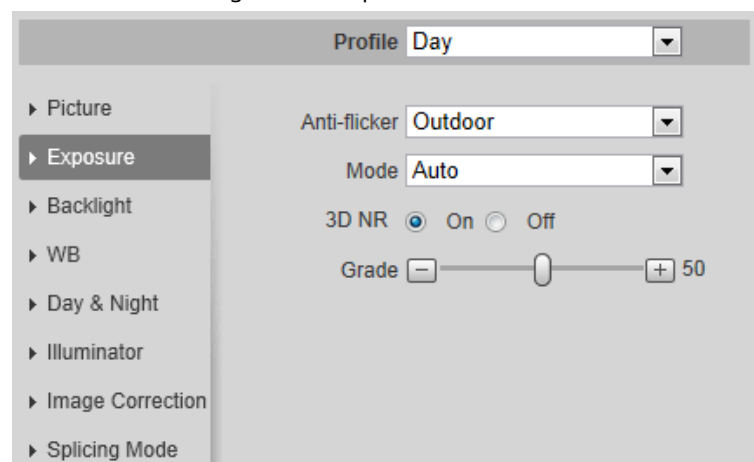 Profile Day
Picture
Exposure
Backlight
WB
Day & Night
Illuminator
Image Correction
Splicing Mode
Anti-flicker Outdoor
Mode Auto
3D NR On Off
Grade 50